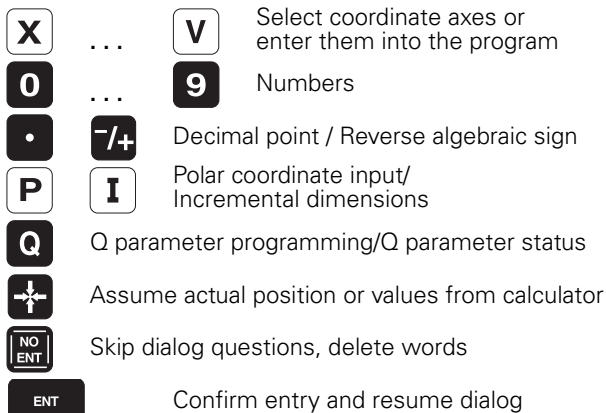 X ... V Select coordinate axes or
enter them into the program
0 ... 9 Numbers
. -/+ Decimal point / Reverse algebraic sign
P I Polar coordinate input/
Incremental dimensions
Q Q parameter programming/Q parameter status
Assume actual position or values from calculator
NO
ENT Skip dialog questions, delete words
ENT Confirm entry and resume dialog